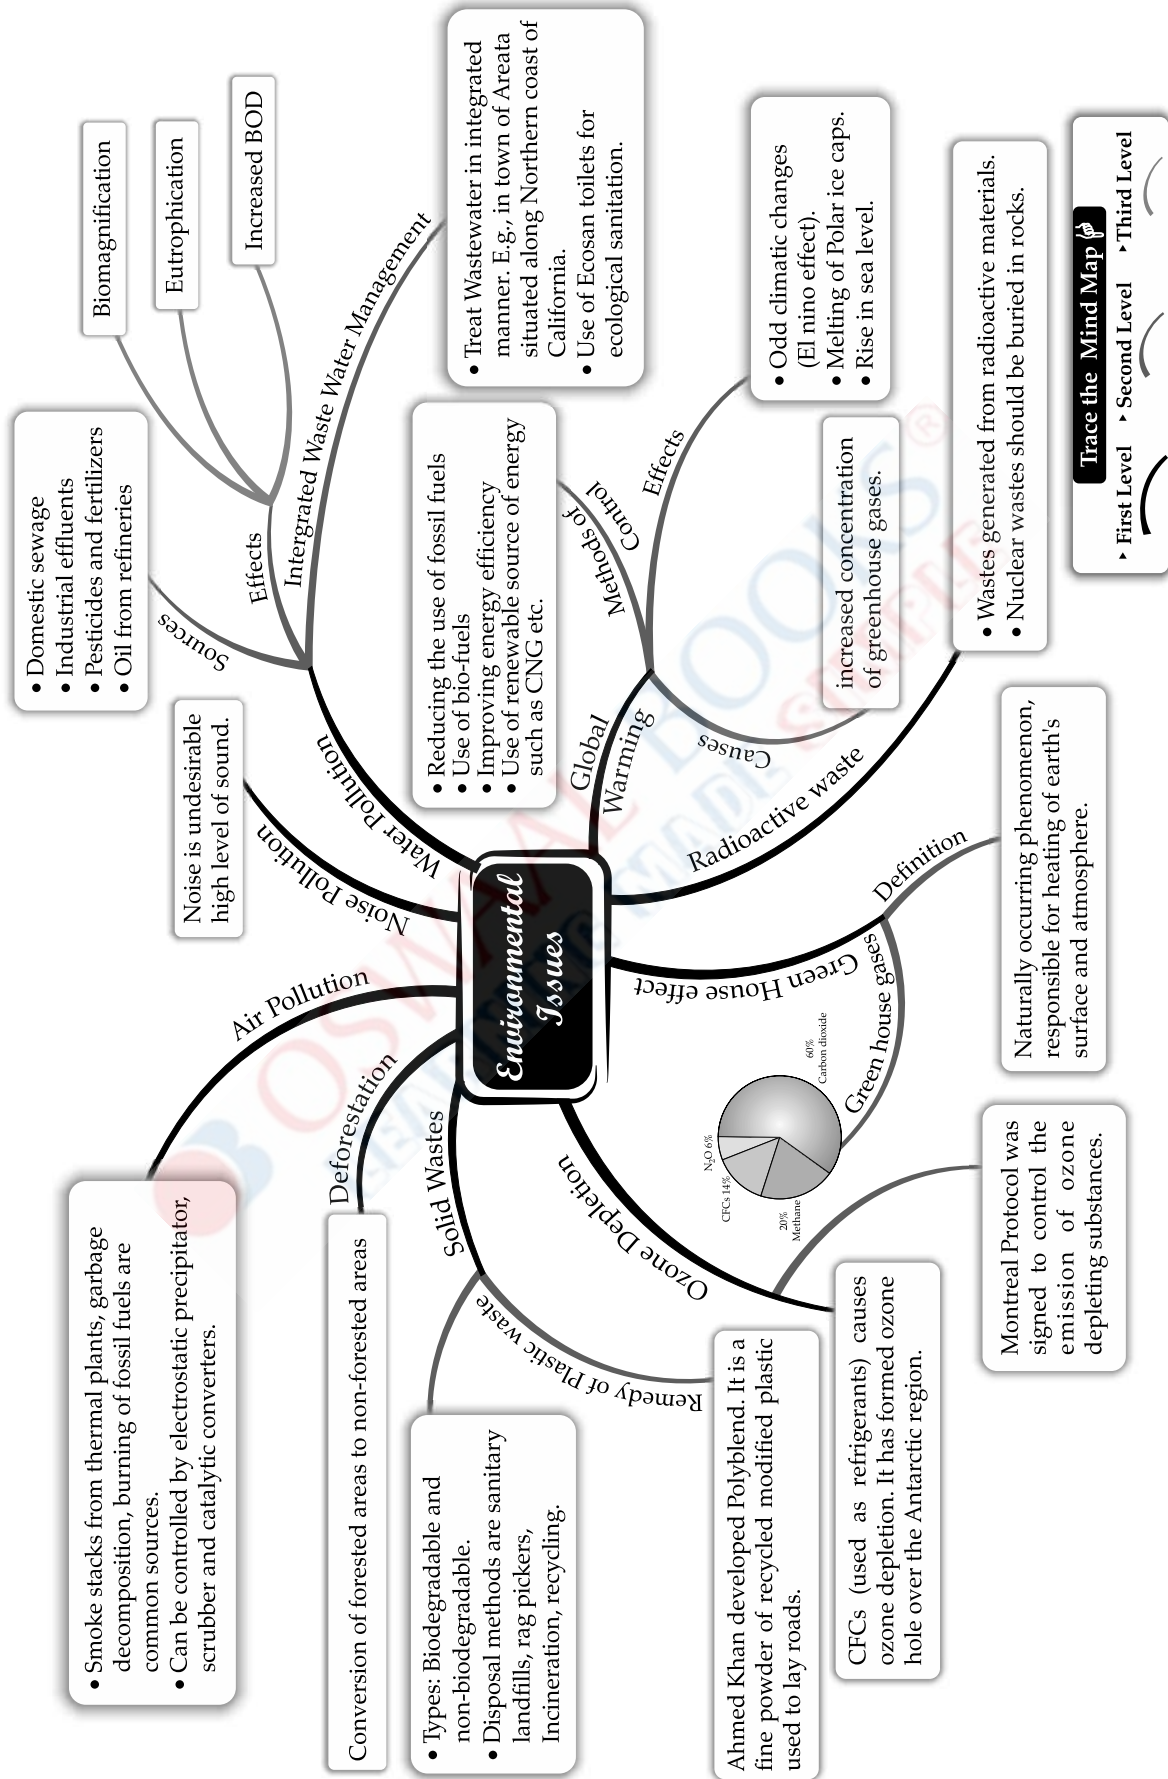 Environmental
Issues
Air Pollution
• Smoke stacks from thermal plants, garbage
decomposition, burning of fossil fuels are
common sources.
• Can be controlled by electrostatic precipitator,
scrubber and catalytic converters.
Noise Pollution
Noise is undesirable
high level of sound.
Water Pollution
Sources
• Domestic sewage
• Industrial effluents
• Pesticides and fertilizers
• Oil from refineries
Effects
Biomagnification
Eutrophication
Increased BOD
Intergrated Waste Water Management
• Treat Wastewater in integrated
manner. E.g., in town of Areata
situated along Northern coast of
California.
• Use of Ecosan toilets for
ecological sanitation.
Global
Warming
Methods of
Control
• Reducing the use of fossil fuels
• Use of bio-fuels
• Improving energy efficiency
• Use of renewable source of energy
such as CNG etc.
Effects
• Odd climatic changes
(El nino effect).
• Melting of Polar ice caps.
• Rise in sea level.
Causes
increased concentration
of greenhouse gases.
Radioactive waste
• Wastes generated from radioactive materials.
• Nuclear wastes should be buried in rocks.
Green House effect
Definition
Naturally occurring phenomenon,
responsible for heating of earth's
surface and atmosphere.
Green house gases
60%
Carbon dioxide
N₂O 6%
CFCs 14%
20%
Methane
Ozone Depletion
Montreal Protocol was
signed to control the
emission of ozone
depleting substances.
CFCs (used as refrigerants) causes
ozone depletion. It has formed ozone
hole over the Antarctic region.
Solid Wastes
Remedy of Plastic waste
Ahmed Khan developed Polyblend. It is a
fine powder of recycled modified plastic
used to lay roads.
• Types: Biodegradable and
non-biodegradable.
• Disposal methods are sanitary
landfills, rag pickers,
Incineration, recycling.
Deforestation
Conversion of forested areas to non-forested areas
Trace the Mind Map
▸ First Level ▸ Second Level ▸ Third Level
OSWAAL BOOKS®
LEARNING MADE SIMPLE